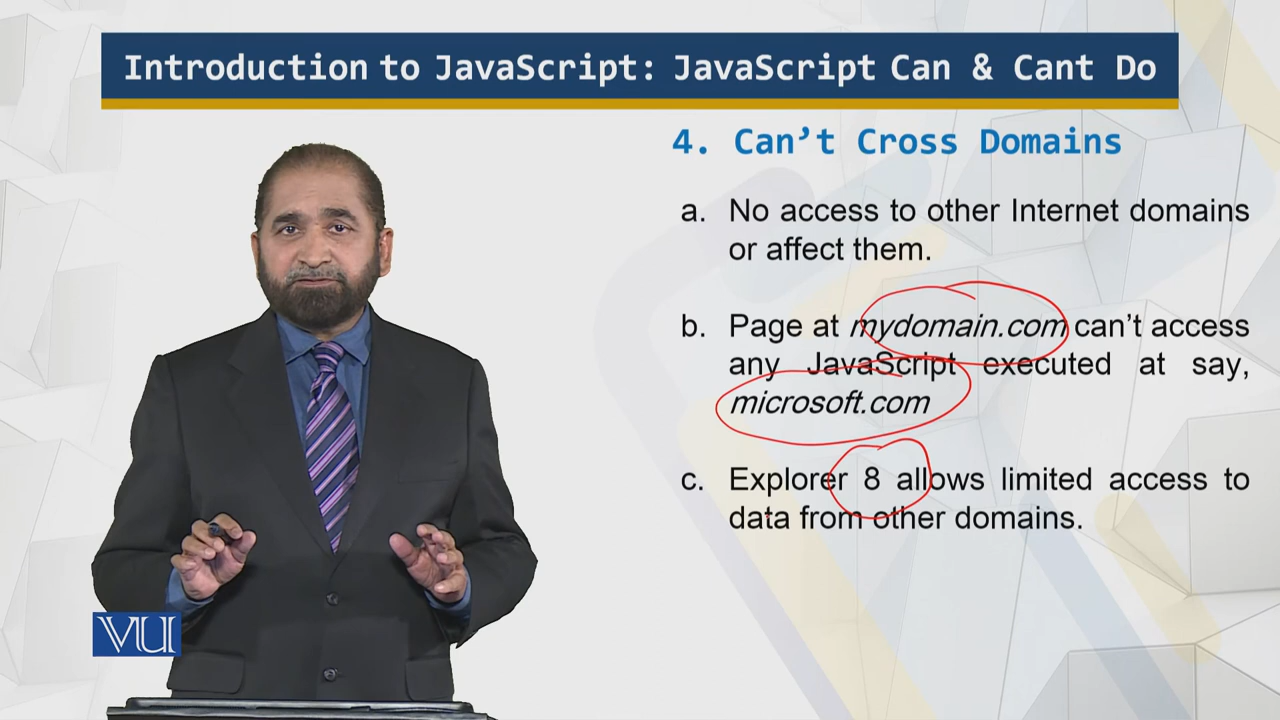 Introduction to JavaScript: JavaScript Can & Cant Do
4. Can’t Cross Domains
a. No access to other Internet domains
or affect them.
b. Page at mydomain.com can’t access
any JavaScript executed at say,
microsoft.com
c. Explorer 8 allows limited access to
data from other domains.
VU